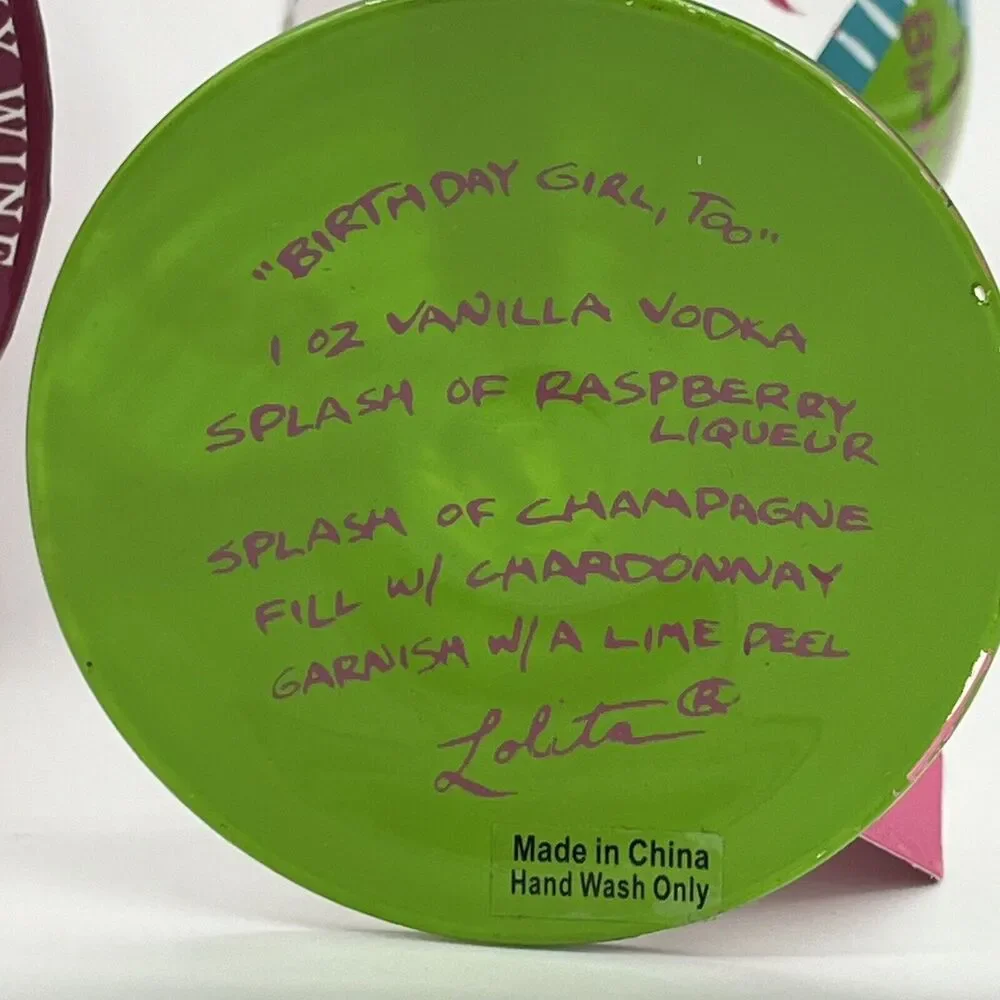 "BIRTHDAY GIRL, TOO"
1 OZ VANILLA VODKA
SPLASH OF RASPBERRY
LIQUEUR
SPLASH OF CHAMPAGNE
FILL W/ CHARDONNAY
GARNISH W/ A LIME PEEL
Lolita ®
Made in China
Hand Wash Only
WINE